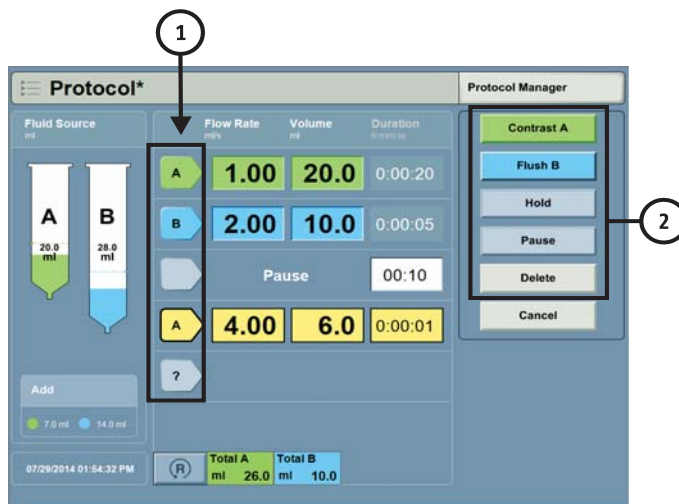 1
Protocol*
Protocol Manager
Fluid Source
ml
Flow Rate
ml/s
Volume
ml
Duration
h:mm:ss
Contrast A
Flush B
Hold
Pause
Delete
Cancel
2
A
B
20.0
ml
28.0
ml
A 1.00 20.0 0:00:20
B 2.00 10.0 0:00:05
Pause 00:10
A 4.00 6.0 0:00:01
?
Add
7.0 ml 14.0 ml
07/29/2014 01:54:32 PM
R
Total A
ml 26.0
Total B
ml 10.0